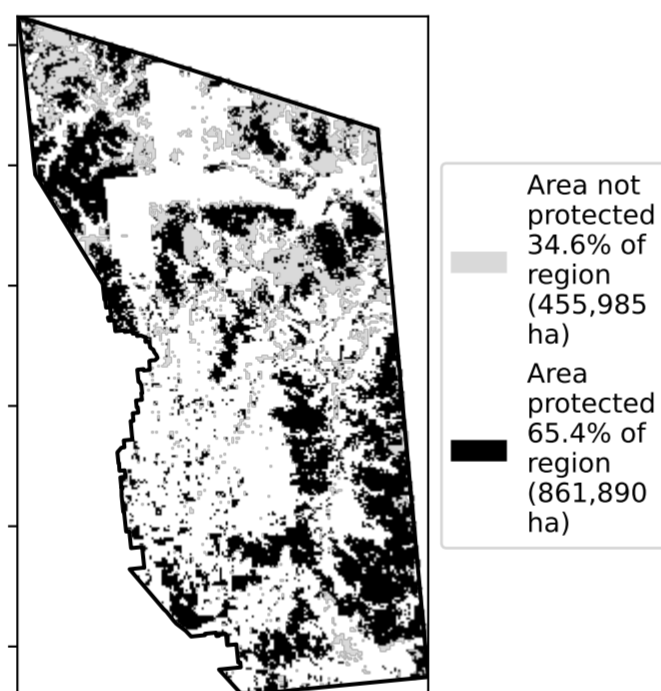 Area not
protected
34.6% of
region
(455,985
ha)
Area
protected
65.4% of
region
(861,890
ha)